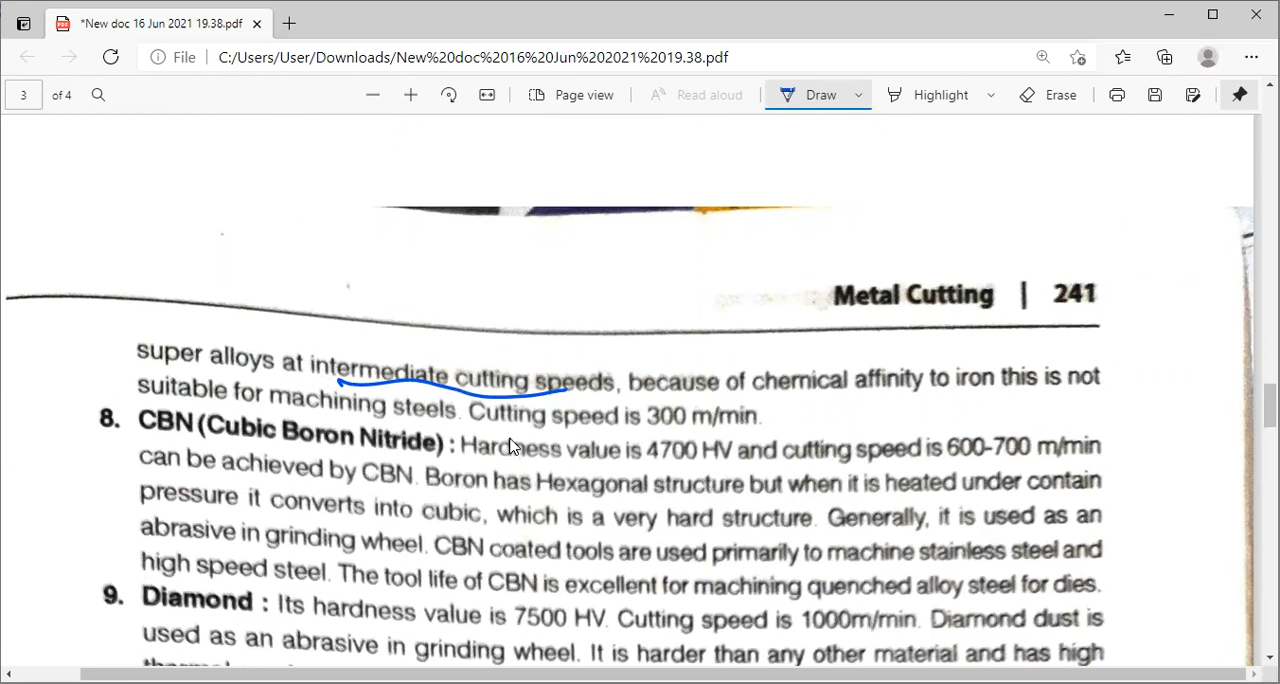 *New doc 16 Jun 2021 19.38.pdf
File | C:/Users/User/Downloads/New%20doc%2016%20Jun%202021%2019.38.pdf
3 of 4 Page view Read aloud Draw Highlight Erase
Metal Cutting | 241
super alloys at intermediate cutting speeds, because of chemical affinity to iron this is not
suitable for machining steels. Cutting speed is 300 m/min.
8. CBN (Cubic Boron Nitride) : Hardness value is 4700 HV and cutting speed is 600-700 m/min
can be achieved by CBN. Boron has Hexagonal structure but when it is heated under contain
pressure it converts into cubic, which is a very hard structure. Generally, it is used as an
abrasive in grinding wheel. CBN coated tools are used primarily to machine stainless steel and
high speed steel. The tool life of CBN is excellent for machining quenched alloy steel for dies.
9. Diamond : Its hardness value is 7500 HV. Cutting speed is 1000m/min. Diamond dust is
used as an abrasive in grinding wheel. It is harder than any other material and has high